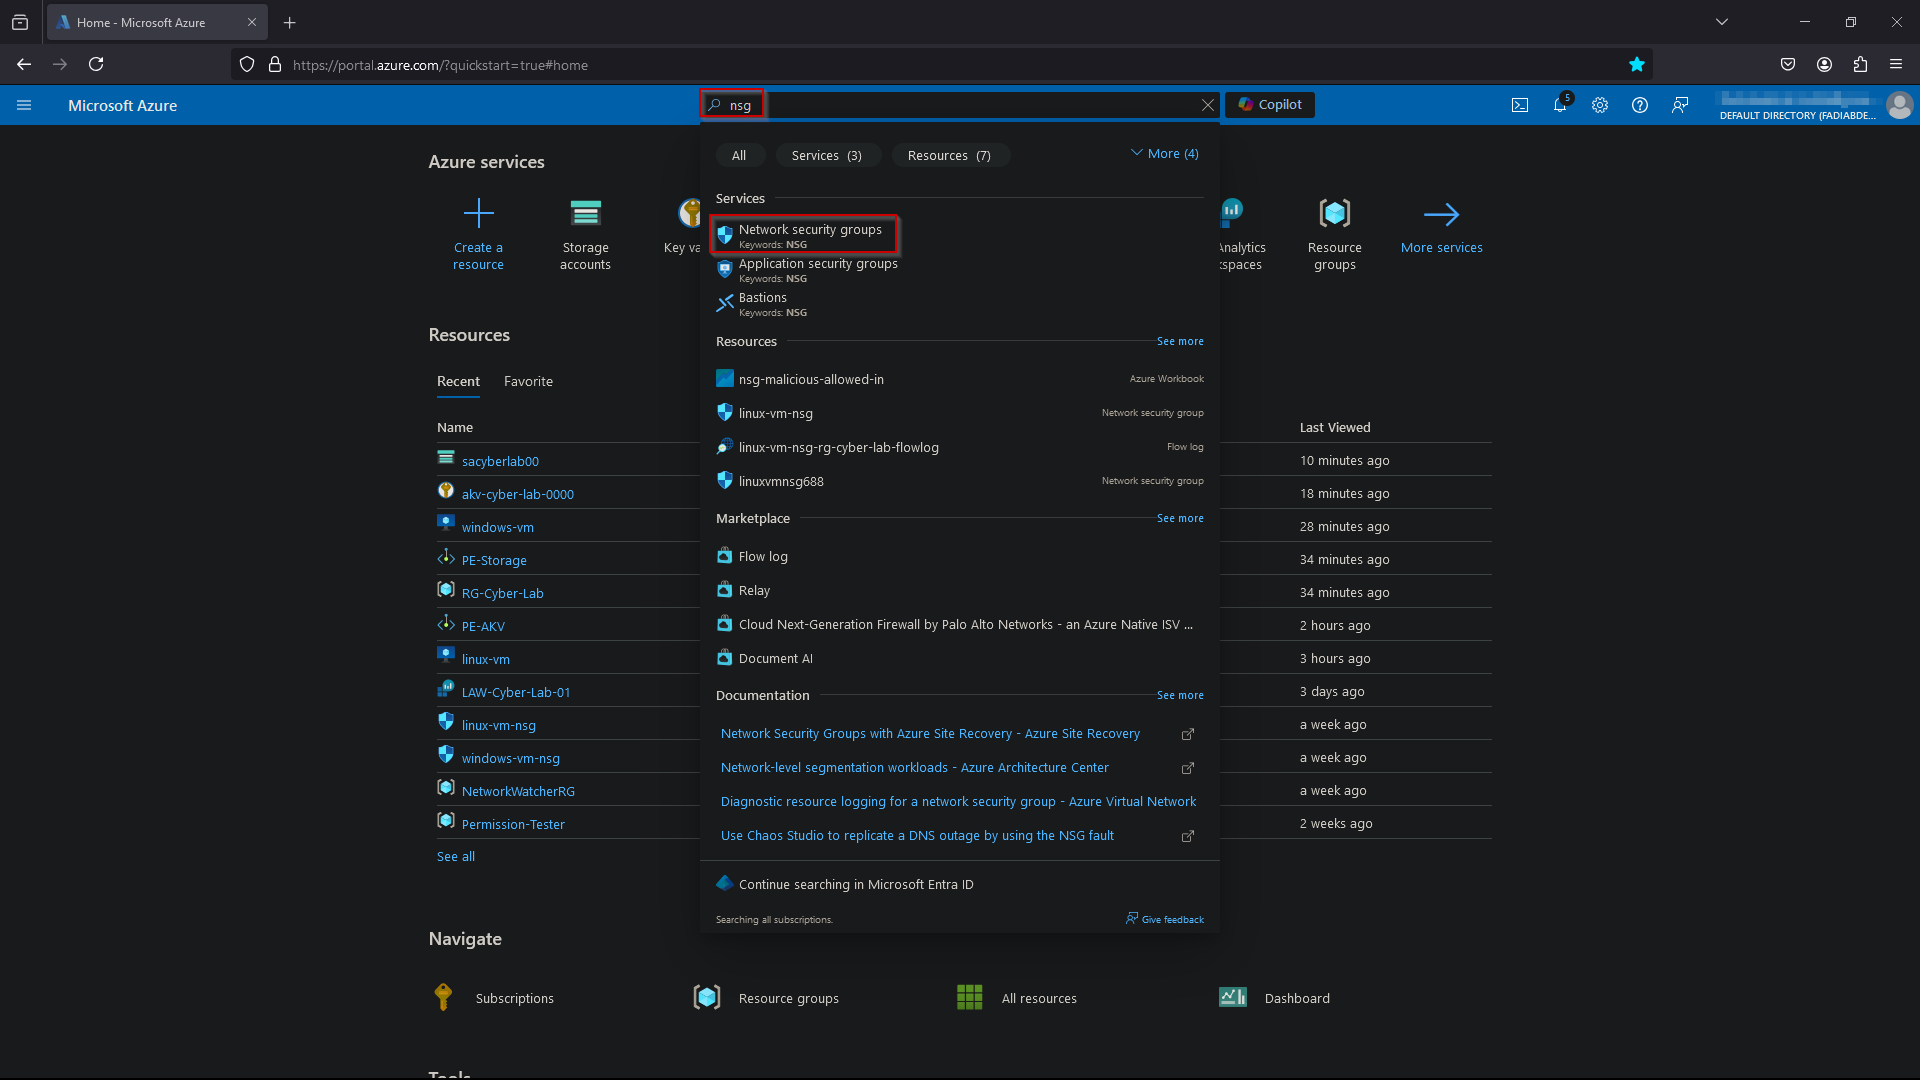 Home - Microsoft Azure
https://portal.azure.com/?quickstart=true#home
Microsoft Azure
nsg
Copilot
5
DEFAULT DIRECTORY (FADIABDE...
All
Services (3)
Resources (7)
More (4)
Azure services
Create a resource
Storage accounts
Key va
Analytics
kspaces
Resource groups
More services
Services
Network security groups
Keywords: NSG
Application security groups
Keywords: NSG
Bastions
Keywords: NSG
Resources
See more
nsg-malicious-allowed-in
Azure Workbook
linux-vm-nsg
Network security group
linux-vm-nsg-rg-cyber-lab-flowlog
Flow log
linuxvmnsg688
Network security group
Marketplace
See more
Flow log
Relay
Cloud Next-Generation Firewall by Palo Alto Networks - an Azure Native ISV ...
Document AI
Documentation
See more
Network Security Groups with Azure Site Recovery - Azure Site Recovery
Network-level segmentation workloads - Azure Architecture Center
Diagnostic resource logging for a network security group - Azure Virtual Network
Use Chaos Studio to replicate a DNS outage by using the NSG fault
Continue searching in Microsoft Entra ID
Searching all subscriptions.
Give feedback
Resources
Recent
Favorite
Name
Last Viewed
sacyberlab00
10 minutes ago
akv-cyber-lab-0000
18 minutes ago
windows-vm
28 minutes ago
PE-Storage
34 minutes ago
RG-Cyber-Lab
34 minutes ago
PE-AKV
2 hours ago
linux-vm
3 hours ago
LAW-Cyber-Lab-01
3 days ago
linux-vm-nsg
a week ago
windows-vm-nsg
a week ago
NetworkWatcherRG
a week ago
Permission-Tester
2 weeks ago
See all
Navigate
Subscriptions
Resource groups
All resources
Dashboard
Tools